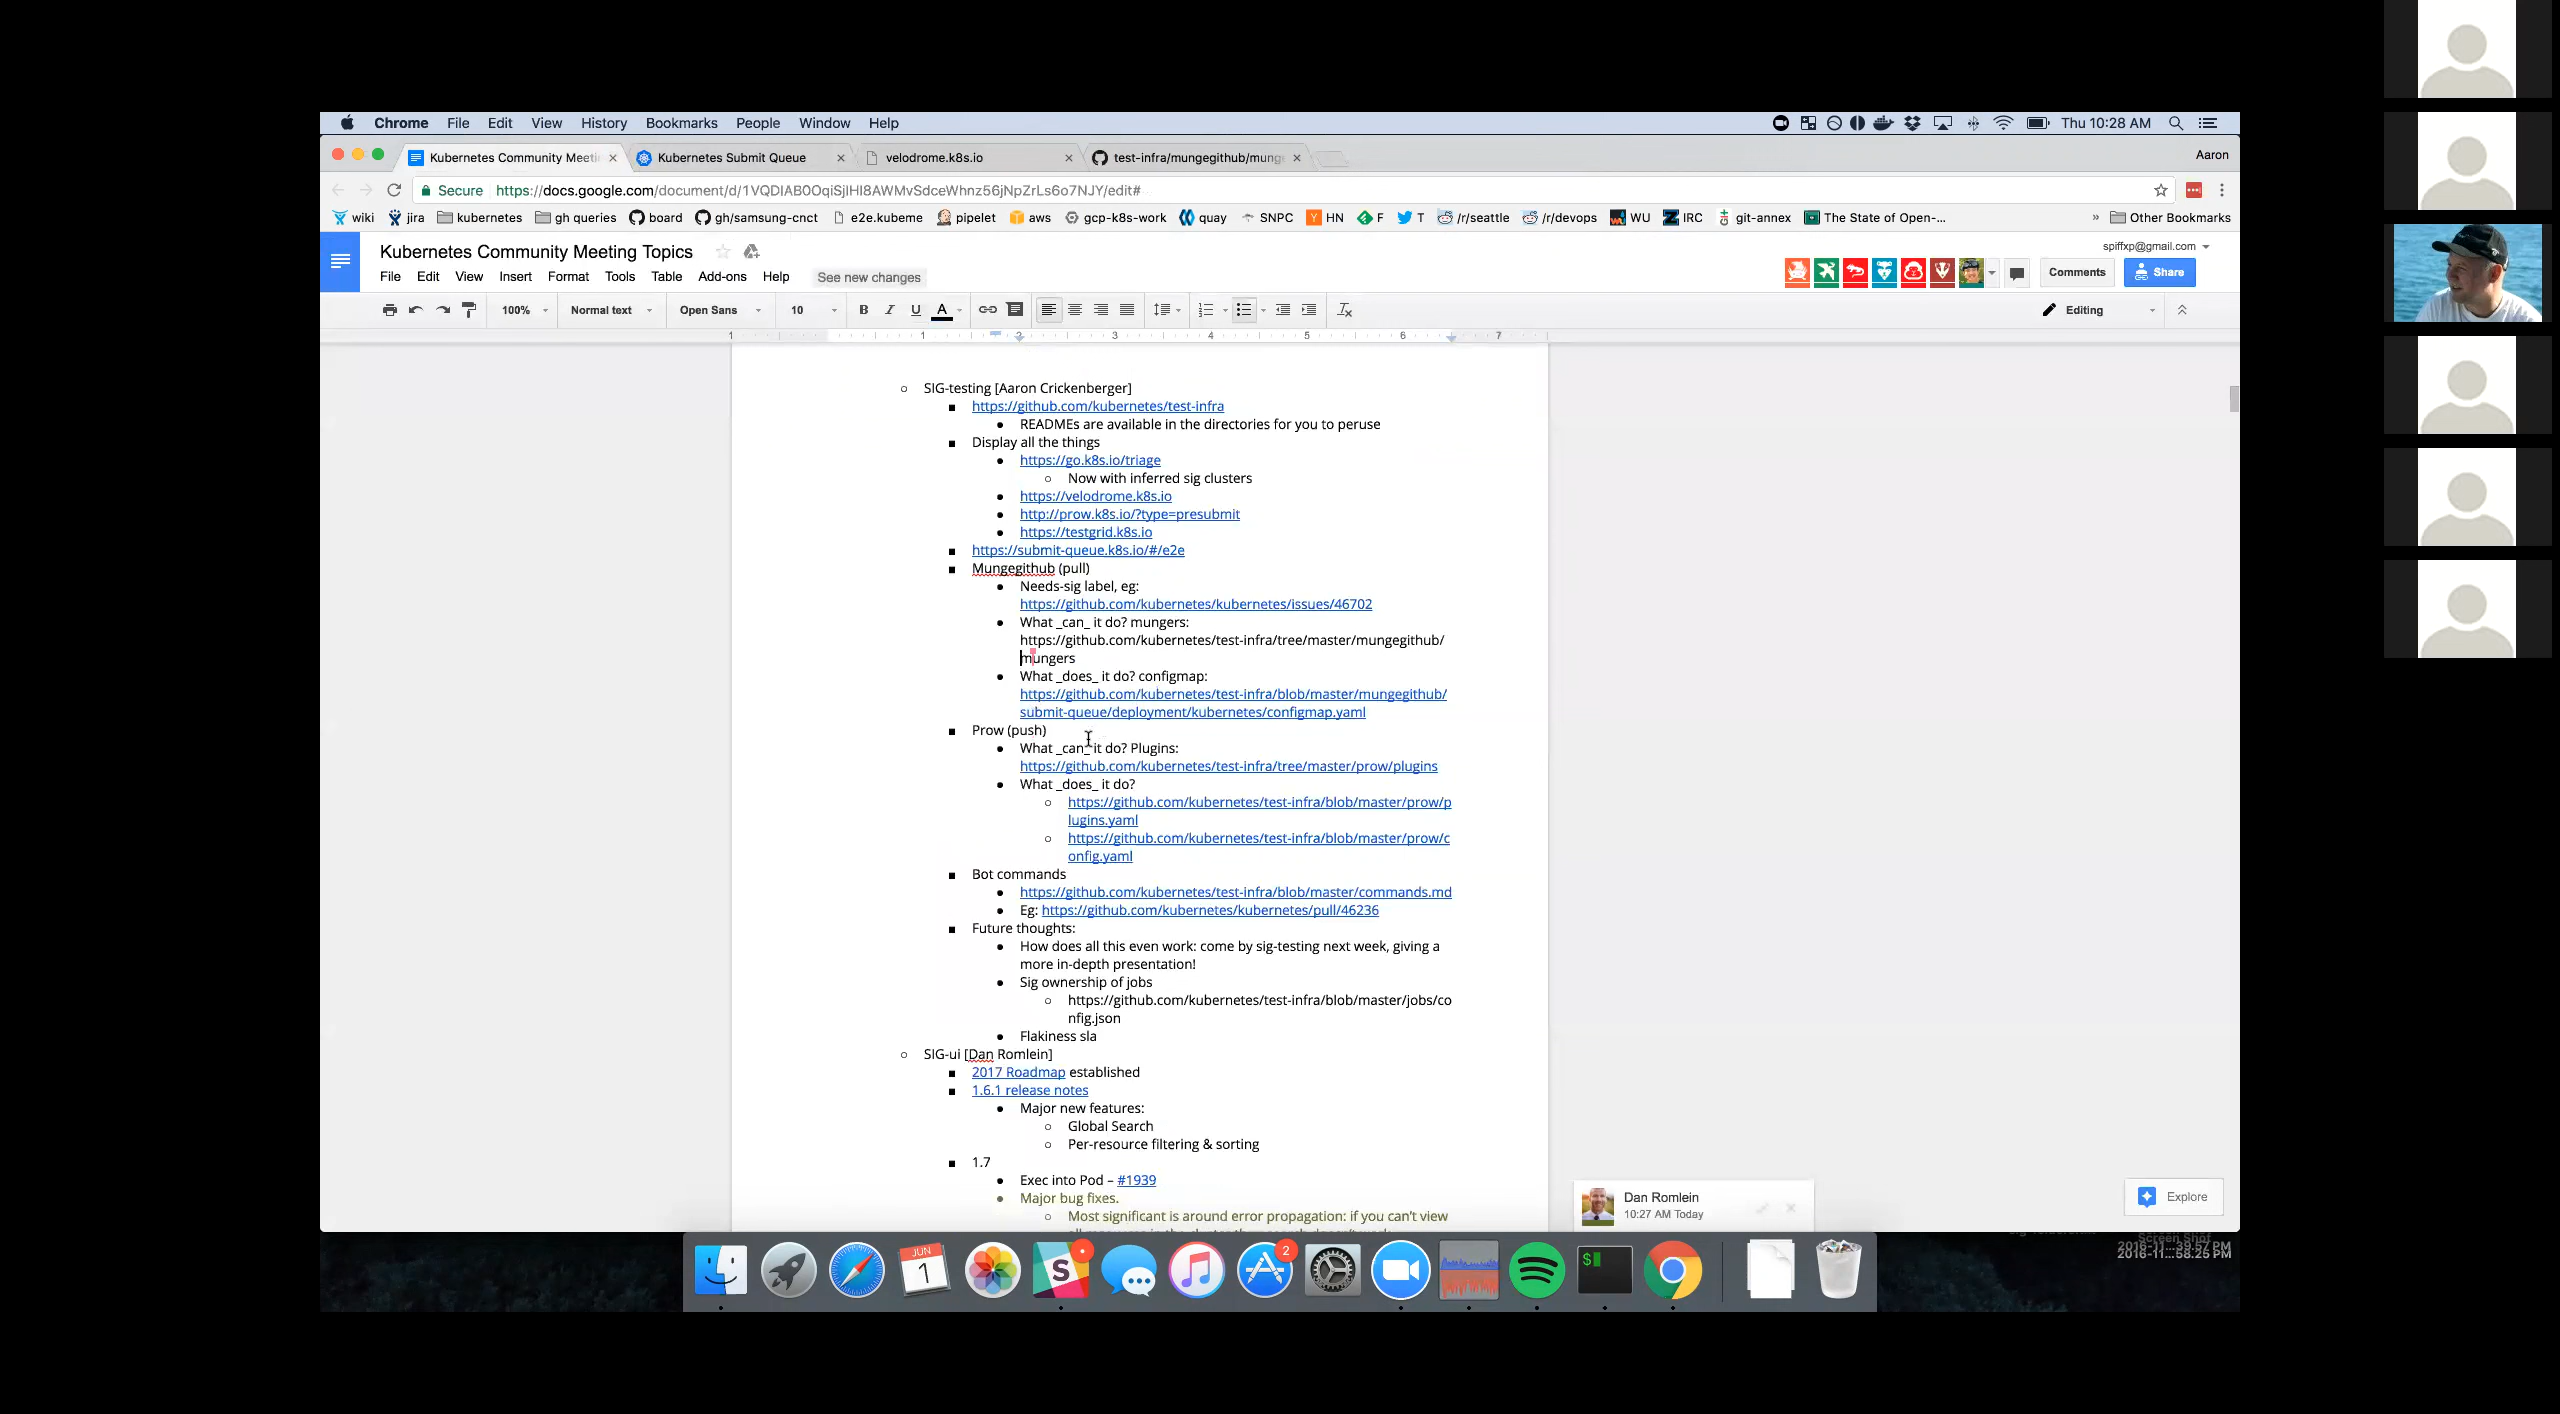 Chrome File Edit View History Bookmarks People Window Help Thu 10:28 AM
Kubernetes Community Meeti Kubernetes Submit Queue velodrome.k8s.io test-infra/mungegithub/mung Aaron
Secure https://docs.google.com/document/d/1VQDIAB0OqiSjIHI8AWMvSdceWhnz56jNpZrLs6o7NJY/edit#
wiki jira kubernetes gh queries board gh/samsung-cnct e2e.kubeme pipelet aws gcp-k8s-work quay SNPC HN F T /r/seattle /r/devops WU IRC git-annex The State of Open-... » Other Bookmarks
Kubernetes Community Meeting Topics
spiffxp@gmail.com
File Edit View Insert Format Tools Table Add-ons Help See new changes
Comments Share
100% Normal text Open Sans 10 B I U A Editing
1 1 2 3 4 5 6 7
SIG-testing [Aaron Crickenberger]
https://github.com/kubernetes/test-infra
READMEs are available in the directories for you to peruse
Display all the things
https://go.k8s.io/triage
Now with inferred sig clusters
https://velodrome.k8s.io
http://prow.k8s.io/?type=presubmit
https://testgrid.k8s.io
https://submit-queue.k8s.io/#/e2e
Mungegithub (pull)
Needs-sig label, eg:
https://github.com/kubernetes/kubernetes/issues/46702
What _can_ it do? mungers:
https://github.com/kubernetes/test-infra/tree/master/mungegithub/
mungers
What _does_ it do? configmap:
https://github.com/kubernetes/test-infra/blob/master/mungegithub/
submit-queue/deployment/kubernetes/configmap.yaml
Prow (push)
What _can_ it do? Plugins:
https://github.com/kubernetes/test-infra/tree/master/prow/plugins
What _does_ it do?
https://github.com/kubernetes/test-infra/blob/master/prow/p
lugins.yaml
https://github.com/kubernetes/test-infra/blob/master/prow/c
onfig.yaml
Bot commands
https://github.com/kubernetes/test-infra/blob/master/commands.md
Eg: https://github.com/kubernetes/kubernetes/pull/46236
Future thoughts:
How does all this even work: come by sig-testing next week, giving a
more in-depth presentation!
Sig ownership of jobs
https://github.com/kubernetes/test-infra/blob/master/jobs/co
nfig.json
Flakiness sla
SIG-ui [Dan Romlein]
2017 Roadmap established
1.6.1 release notes
Major new features:
Global Search
Per-resource filtering & sorting
1.7
Exec into Pod – #1939
Major bug fixes.
Most significant is around error propagation: if you can't view
Dan Romlein
10:27 AM Today
Explore
Screen Shot
2016-11...58.25 PM
JUN
1
2
$
S